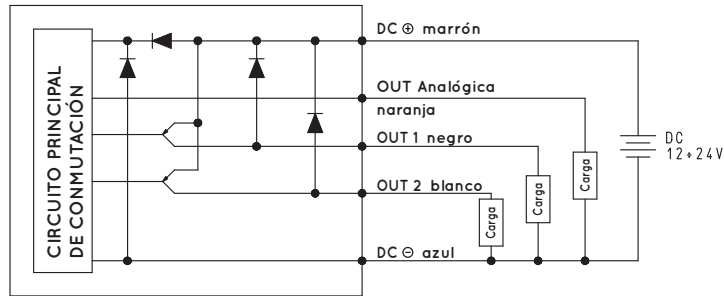 CIRCUITO PRINCIPAL
DE CONMUTACIÓN
DC ⊕ marrón
OUT Analógica
naranja
OUT 1 negro
OUT 2 blanco
DC ⊖ azul
Carga
Carga
Carga
DC
12÷24V